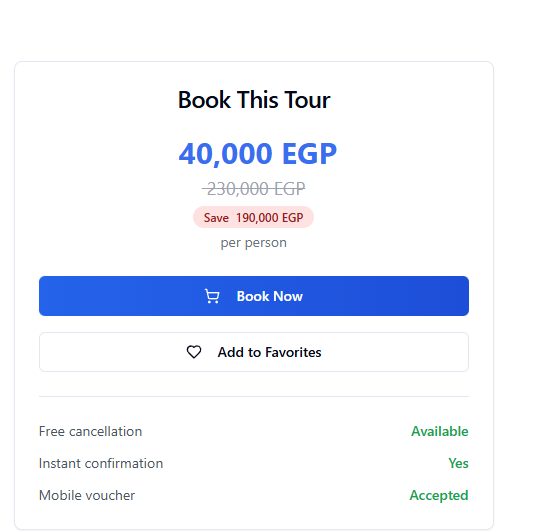 Book This Tour
40,000 EGP
230,000 EGP
Save 190,000 EGP
per person
Book Now
Add to Favorites
Free cancellation Available
Instant confirmation Yes
Mobile voucher Accepted